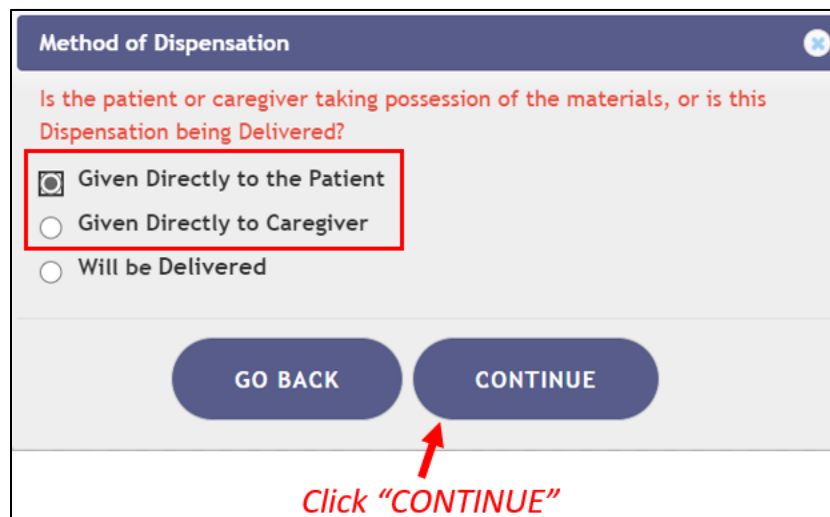 Method of Dispensation
Is the patient or caregiver taking possession of the materials, or is this
Dispensation being Delivered?
Given Directly to the Patient
Given Directly to Caregiver
Will be Delivered
GO BACK
CONTINUE
Click “CONTINUE”